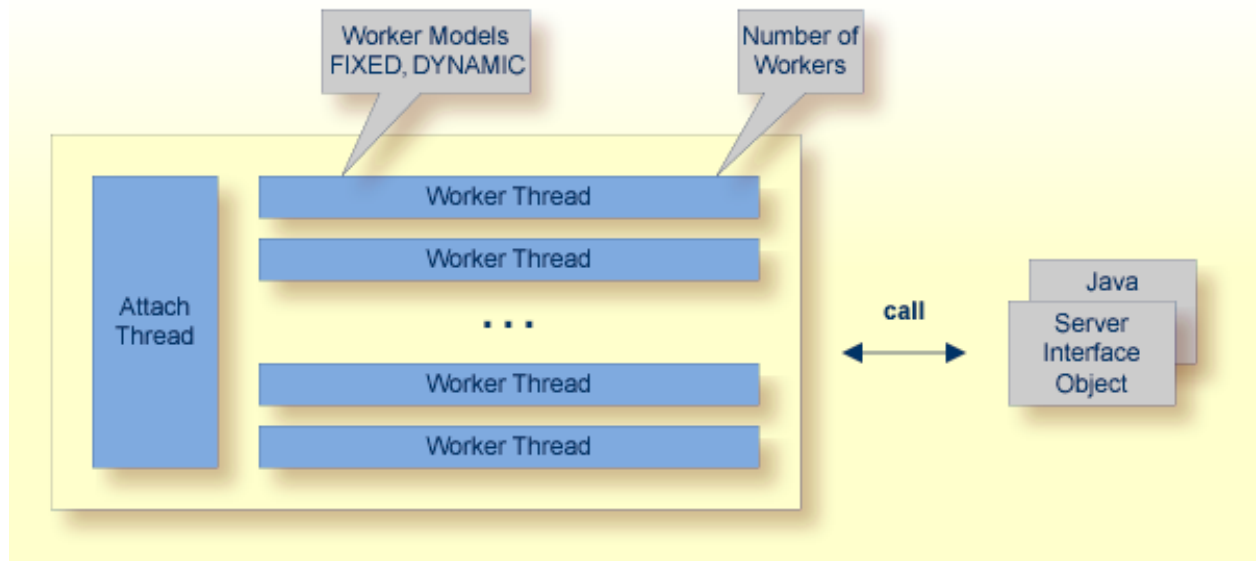 Worker Models
FIXED, DYNAMIC
Number of
Workers
Attach
Thread
Worker Thread
Worker Thread
...
Worker Thread
Worker Thread
call
Java
Server
Interface
Object